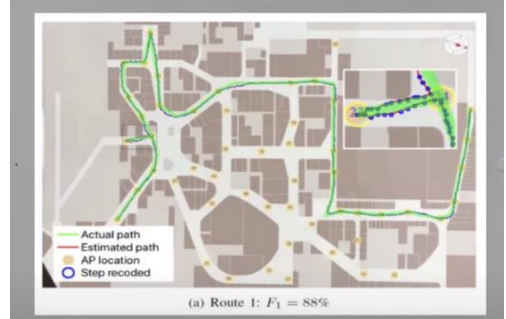 Actual path
Estimated path
AP location
Step recoded
(a) Route 1: F₁ = 88%